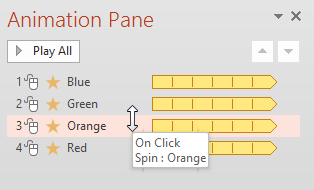 Animation Pane
Play All
1 Blue
2 Green
3 Orange
4 Red
On Click
Spin : Orange